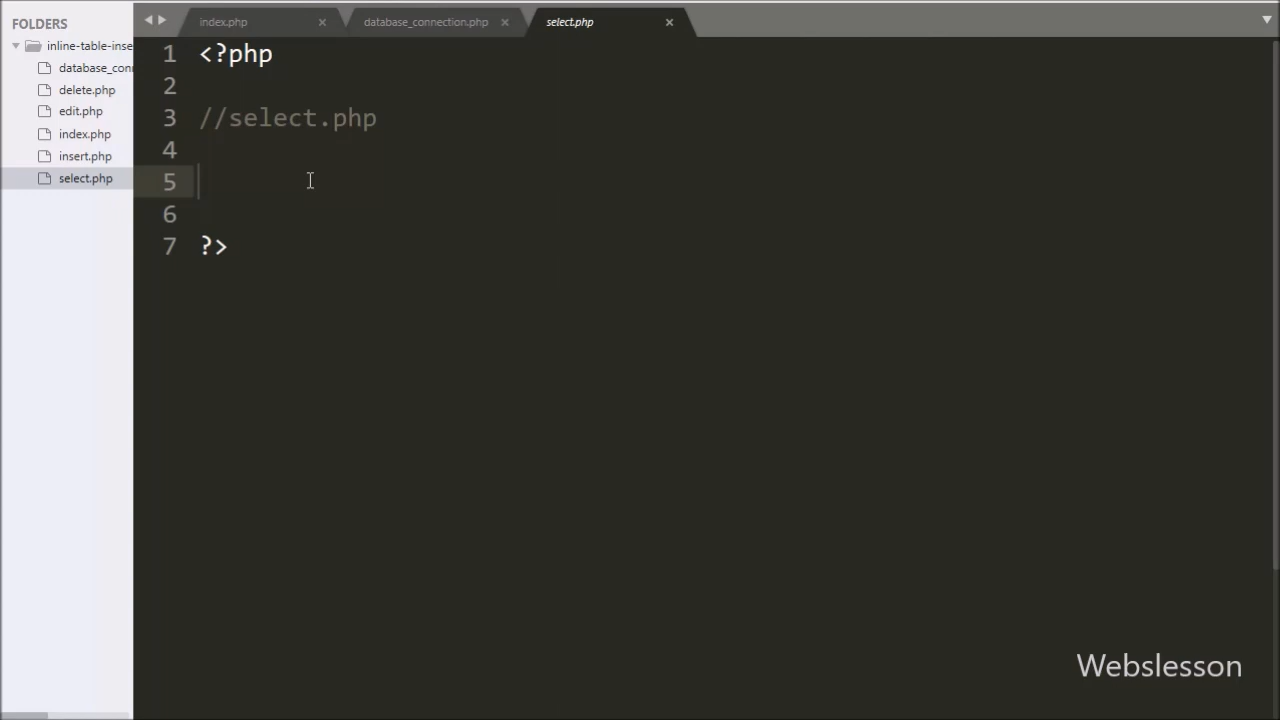 FOLDERS
inline-table-inse
database_con
delete.php
edit.php
index.php
insert.php
select.php
index.php
database_connection.php
select.php
1 <?php
2
3 //select.php
4
5
6
7 ?>
Webslesson